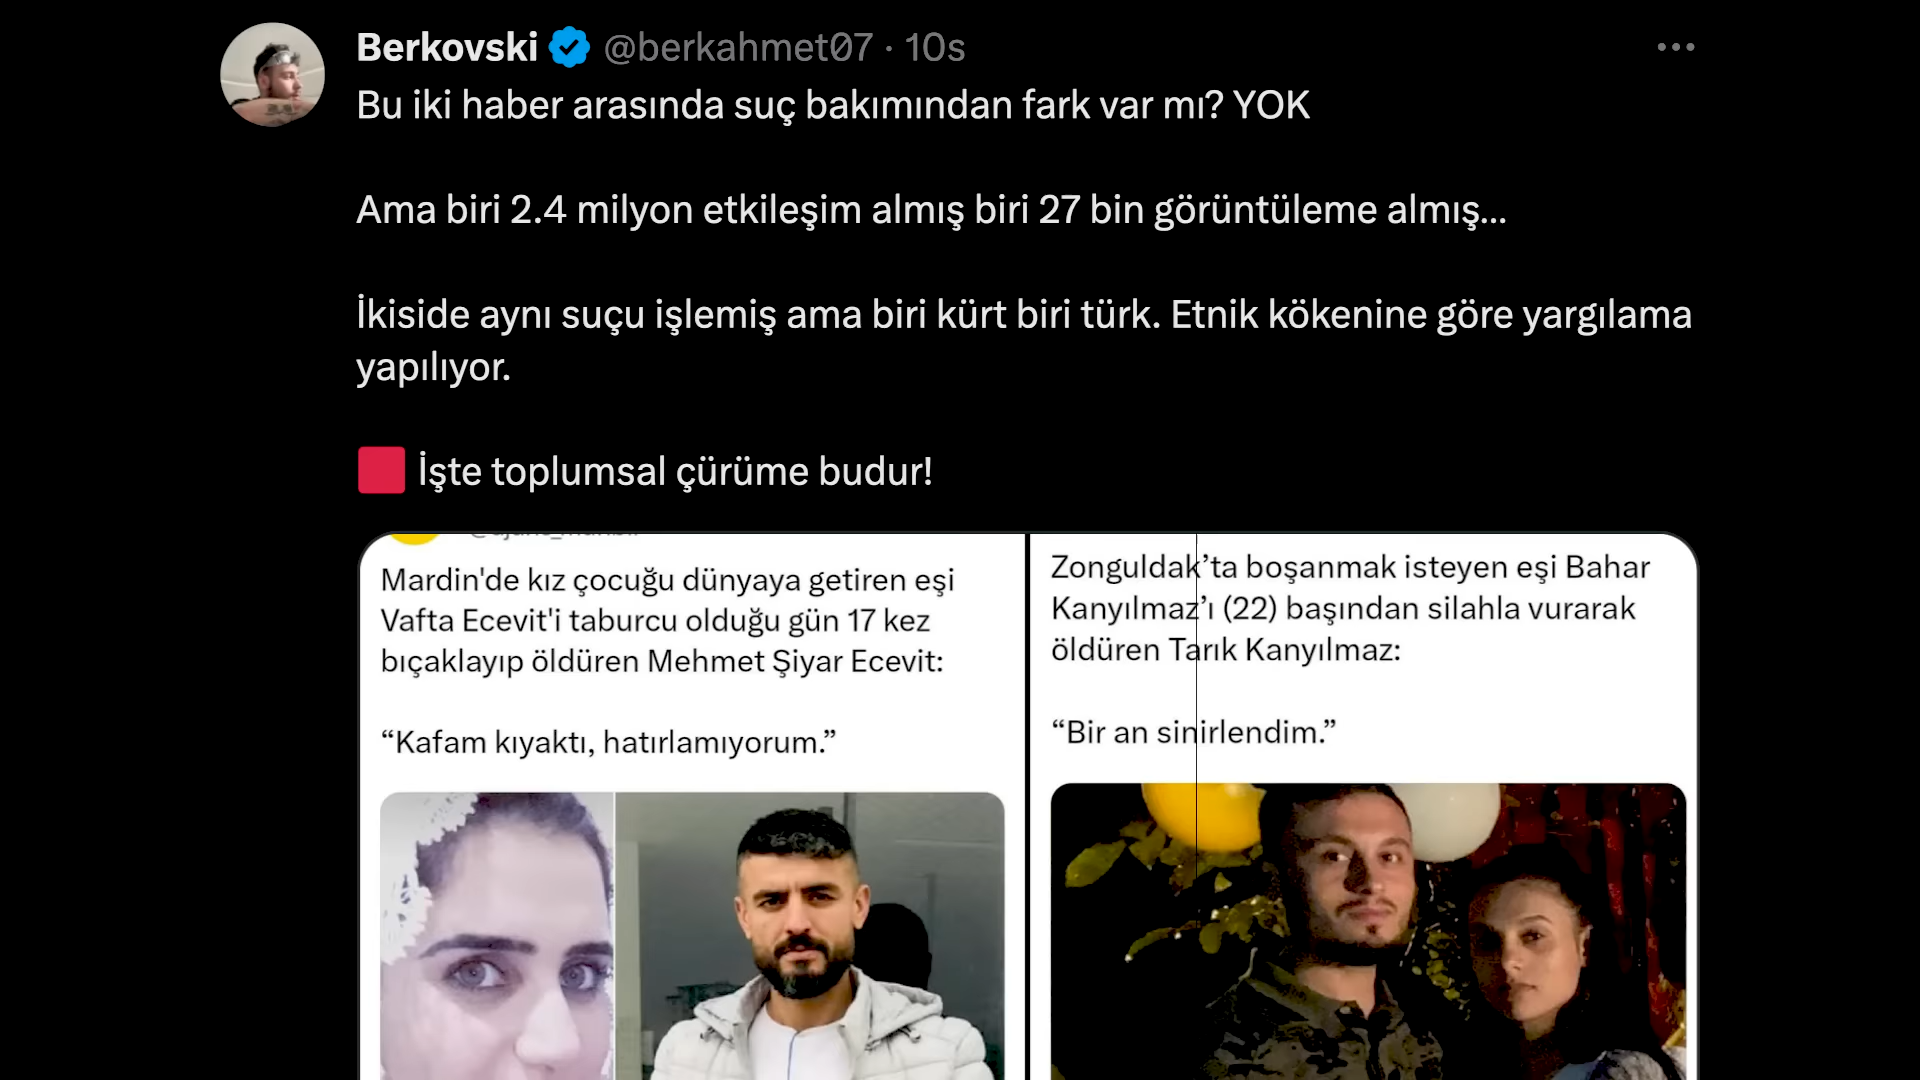 Berkovski @berkahmet07 · 10s
Bu iki haber arasında suç bakımından fark var mı? YOK
Ama biri 2.4 milyon etkileşim almış biri 27 bin görüntüleme almış...
İkiside aynı suçu işlemiş ama biri kürt biri türk. Etnik kökenine göre yargılama
yapılıyor.
İşte toplumsal çürüme budur!
Mardin'de kız çocuğu dünyaya getiren eşi
Vafta Ecevit'i taburcu olduğu gün 17 kez
bıçaklayıp öldüren Mehmet Şiyar Ecevit:
“Kafam kıyaktı, hatırlamıyorum.”
Zonguldak’ta boşanmak isteyen eşi Bahar
Kanyılmaz’ı (22) başından silahla vurarak
öldüren Tarık Kanyılmaz:
“Bir an sinirlendim.”